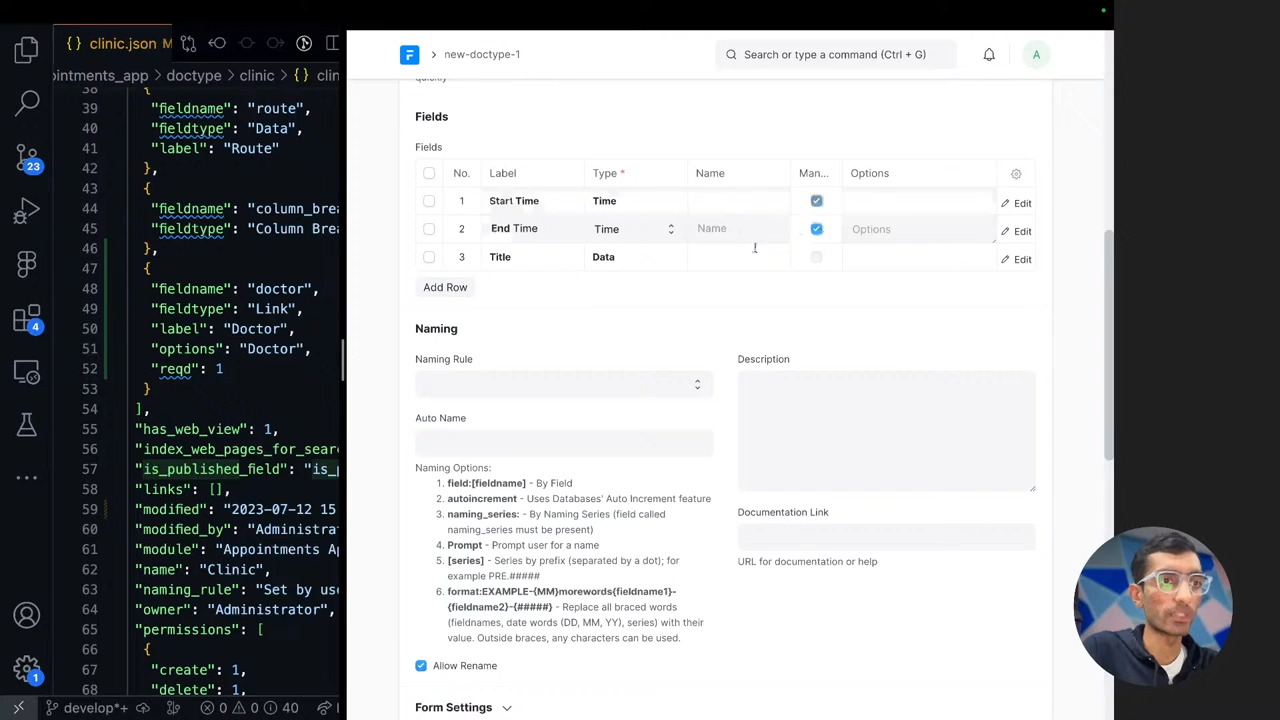 {} clinic.json M
ointments_app > doctype > clinic > {} clin
38 {
39 "fieldname": "route",
40 "fieldtype": "Data",
41 "label": "Route"
42 },
43 {
44 "fieldname": "column_brea
45 "fieldtype": "Column Brea
46 },
47 {
48 "fieldname": "doctor",
49 "fieldtype": "Link",
50 "label": "Doctor",
51 "options": "Doctor",
52 "reqd": 1
53 }
54 ],
55 "has_web_view": 1,
56 "index_web_pages_for_sear
57 "is_published_field": "is_p
58 "links": [],
59 "modified": "2023-07-12 15
60 "modified_by": "Administra
61 "module": "Appointments Ap
62 "name": "Clinic",
63 "naming_rule": "Set by use
64 "owner": "Administrator",
65 "permissions": [
66 {
67 "create": 1,
68 "delete": 1,
23
4
1
develop*+ 0 0 40
F > new-doctype-1
Search or type a command (Ctrl + G)
A
quickly
Fields
Fields
No. Label Type * Name Man... Options
1 Start Time Time Edit
2 End Time Time Name Options Edit
3 Title Data Edit
Add Row
Naming
Naming Rule
Auto Name
Naming Options:
1. field:[fieldname] - By Field
2. autoincrement - Uses Databases' Auto Increment feature
3. naming_series: - By Naming Series (field called
naming_series must be present)
4. Prompt - Prompt user for a name
5. [series] - Series by prefix (separated by a dot); for
example PRE.#####
6. format:EXAMPLE-{MM}morewords{fieldname1}-
{fieldname2}-{#####} - Replace all braced words
(fieldnames, date words (DD, MM, YY), series) with their
value. Outside braces, any characters can be used.
Allow Rename
Description
Documentation Link
URL for documentation or help
Form Settings